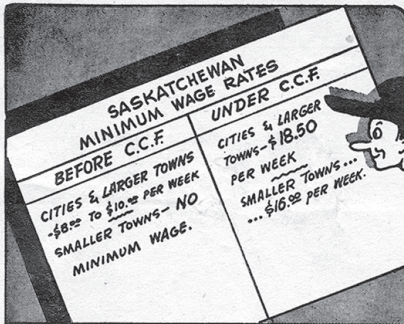 SASKATCHEWAN
MINIMUM WAGE RATES
BEFORE C.C.F.
CITIES & LARGER TOWNS
-$8.00 TO $10.00 PER WEEK
SMALLER TOWNS - NO
MINIMUM WAGE.
UNDER C.C.F.
CITIES & LARGER
TOWNS-$18.50
PER WEEK
SMALLER TOWNS...
...$16.00 PER WEEK.